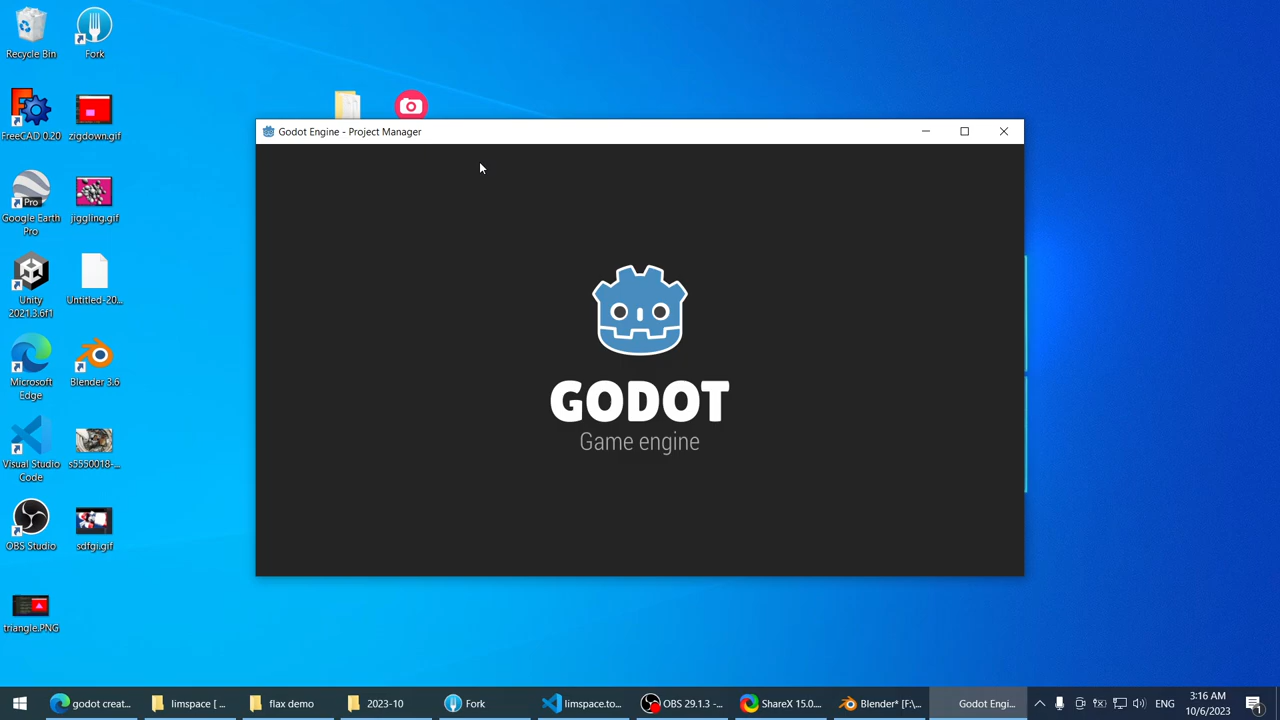 Recycle Bin
Fork
FreeCAD 0.20
zigdown.gif
Google Earth
Pro
jiggling.gif
Unity
2021.3.6f1
Untitled-20...
Microsoft
Edge
Blender 3.6
Visual Studio
Code
s5550018-...
OBS Studio
sdfgi.gif
triangle.PNG
Godot Engine - Project Manager
GODOT
Game engine
godot creat...
limspace [ ...
flax demo
2023-10
Fork
limspace.to...
OBS 29.1.3 -...
ShareX 15.0...
Blender* [F:\...
Godot Engi...
ENG
3:16 AM
10/6/2023
1